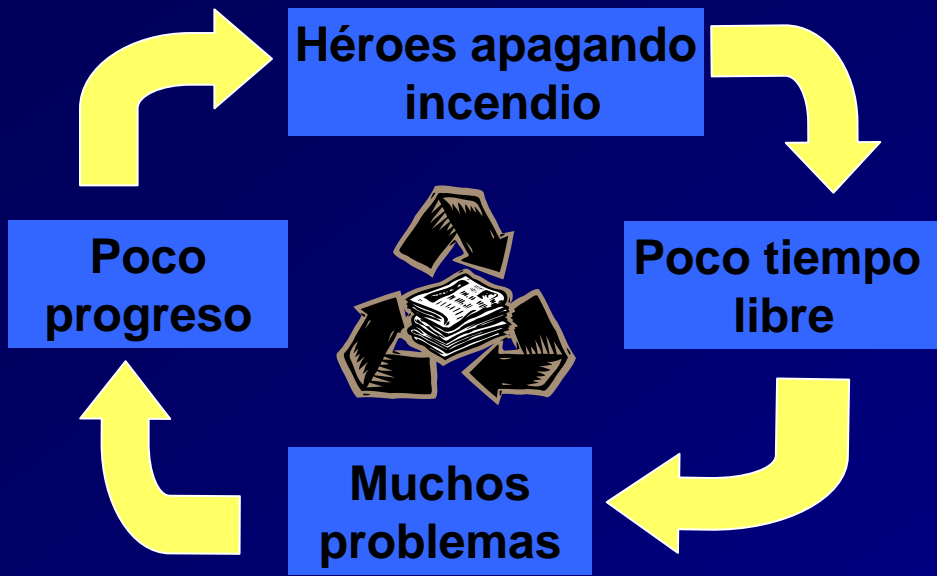 Héroes apagando
incendio
Poco tiempo
libre
Muchos
problemas
Poco
progreso